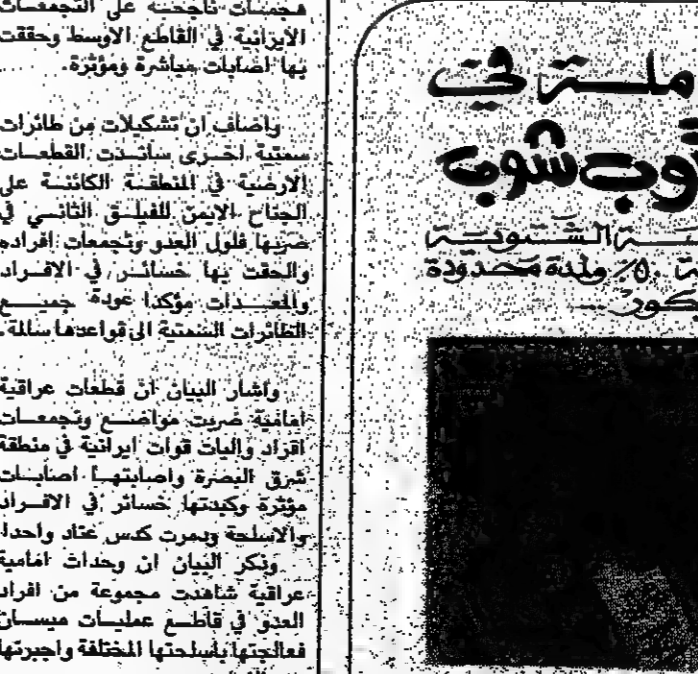 هجمات ناجحة على التجمعات
الايرانية في القاطع الاوسط وحققت
بها اصابات مباشرة ومؤثرة.
واضاف ان تشكيلات من طائرات
سمتية اخرى ساندت القطعات
الارضية في المنطقة الكائنة على
الجناح الايمن للفيلق الثاني في
ضربها فلول العدو وتجمعات افراده
والحقت بها خسائر في الافراد
والمعدات مؤكدا عودة جميع
الطائرات السمتية الى قواعدها سالمة.
واشار البيان ان قطعات عراقية
امامية ضربت مواضع وتجمعات
افراد واليات قوات ايرانية في منطقة
شرق البصرة واصابتها اصابات
مؤثرة وكبدتها خسائر في الافراد
والاسلحة ودمرت كدس عتاد واحدا.
وذكر البيان ان وحدات امامية
عراقية شاهدت مجموعة من افراد
العدو في قاطع عمليات ميسان
فعالجتها باسلحتها المختلفة واجبرتها
ملة في
وب شوب
ـة الشتوية
٥٠٪ ولمدة محدودة
كور...